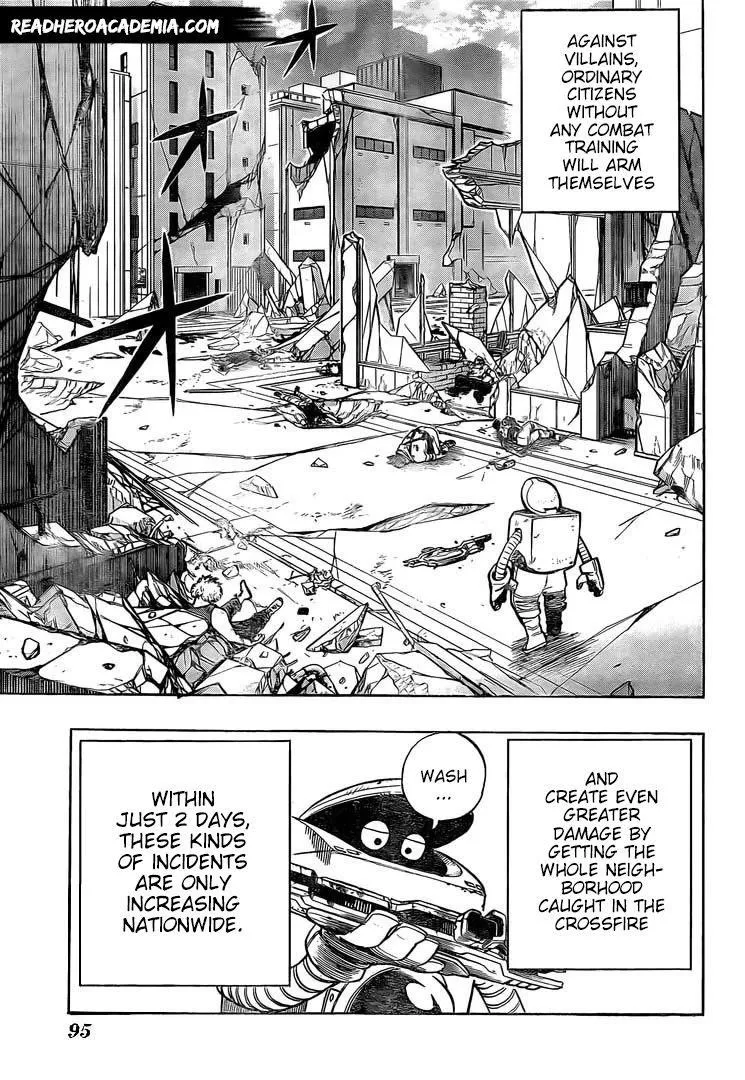 READHEROACADEMIA.COM
AGAINST
VILLAINS,
ORDINARY
CITIZENS
WITHOUT
ANY COMBAT
TRAINING
WILL ARM
THEMSELVES
AND
CREATE EVEN
GREATER
DAMAGE BY
GETTING THE
WHOLE NEIGH-
BORHOOD
CAUGHT IN THE
CROSSFIRE
WASH
...
WITHIN
JUST 2 DAYS,
THESE KINDS
OF INCIDENTS
ARE ONLY
INCREASING
NATIONWIDE.
95